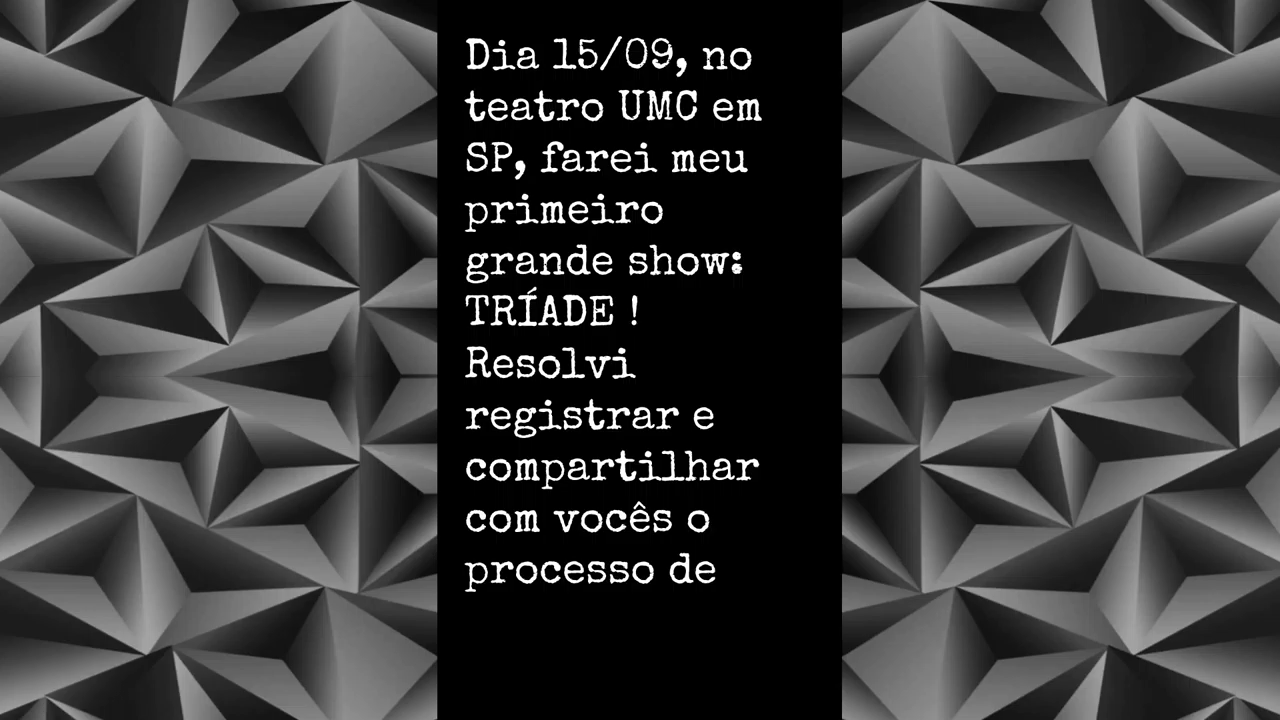 Dia 15/09, no
teatro UMC em
SP, farei meu
primeiro
grande show:
TRÍADE !
Resolvi
registrar e
compartilhar
com vocês o
processo de